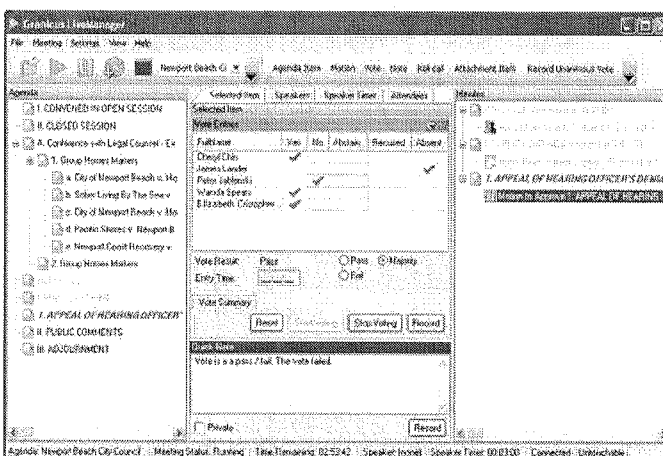 Granicus LiveManager
File Meeting Settings View Help
Newport Beach Ci Agenda Item Motion Vote Note Roll call Attachment Item Record Unanimous Vote
Agenda
I. CONVENED IN OPEN SESSION
II. CLOSED SESSION
A. Conference with Legal Counsel - Ex
1. Group Homes Matters
a. City of Newport Beach v. Mo
b. Sober Living By The Sea v
c. City of Newport Beach v. Mo
d. Pacific Shores v. Newport B
e. Newport Coast Recovery v.
2. Group Homes Matters
1. APPEAL OF HEARING OFFICER'
II. PUBLIC COMMENTS
III. ADJOURNMENT
Selected Item Speakers Speaker Timer Attendees
Selected Item
Vote Entries
FullName Yes No Abstain Recused Absent
Cheryl Chis
James Lander
Peter Jablonski
Wanda Spears
Elizabeth Cristopher
Vote Result: Pass Pass Majority
Fail
Entry Time:
Vote Summary
Reset Stop Voting Record
Quick Note
Vote is a a pass / fail. The vote failed.
Private Record
Minutes
1. APPEAL OF HEARING OFFICER'S DENIA
APPEAL OF HEARING
Agenda: Newport Beach City Council Meeting Status: Running Time Remaining: 02:53:42 Speaker: (none) Speaker Timer: 00:03:00 Connected Untouchable